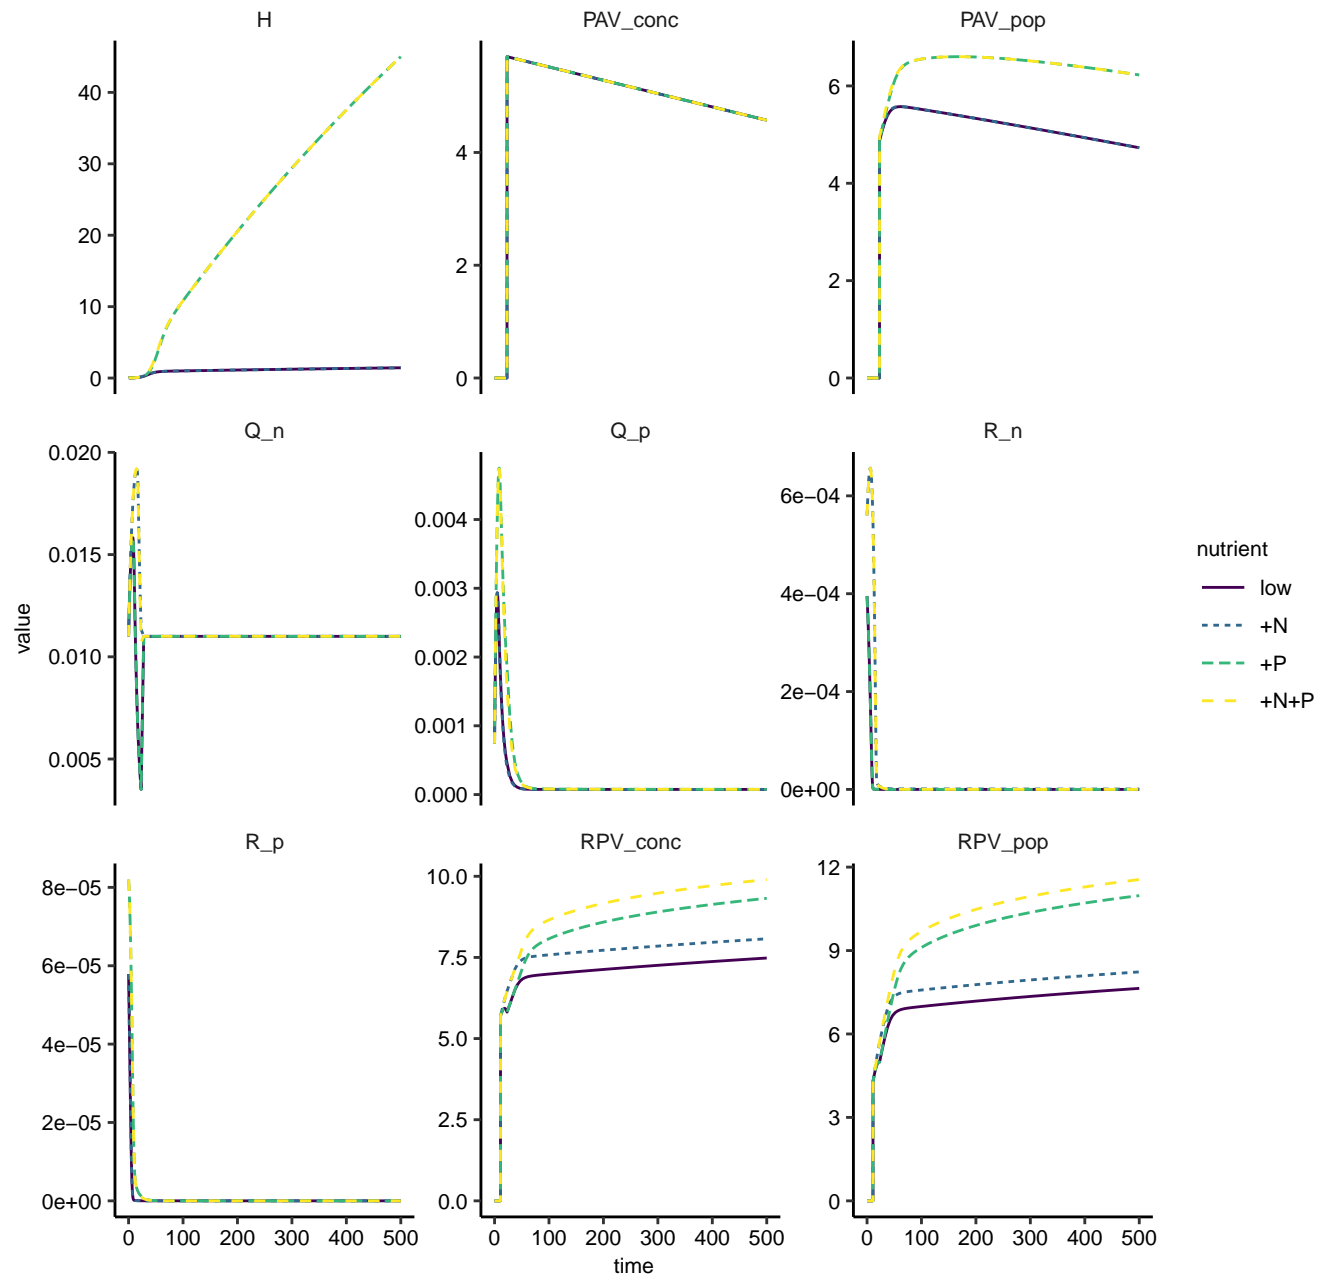 H
PAV_conc
PAV_pop
40
30
20
10
0
4
2
0
6
4
2
0
Q_n
Q_p
R_n
0.020
0.015
0.010
0.005
0.004
0.003
0.002
0.001
0.000
6e−04
4e−04
2e−04
0e+00
R_p
RPV_conc
RPV_pop
8e−05
6e−05
4e−05
2e−05
0e+00
10.0
7.5
5.0
2.5
0.0
12
9
6
3
0
0 100 200 300 400 500
0 100 200 300 400 500
0 100 200 300 400 500
time
value
nutrient
low
+N
+P
+N+P